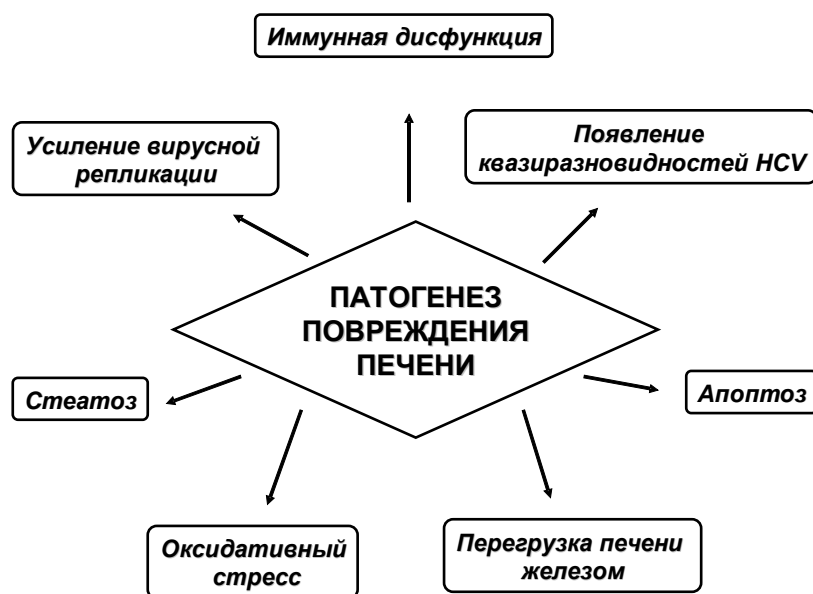 Иммунная дисфункция
Усиление вирусной
репликации
Появление
квазиразновидностей HCV
ПАТОГЕНЕЗ
ПОВРЕЖДЕНИЯ
ПЕЧЕНИ
Стеатоз
Апоптоз
Оксидативный
стресс
Перегрузка печени
железом